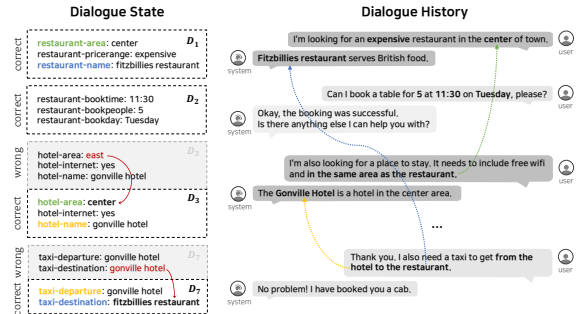 Dialogue State
correct
restaurant-area: center
D1
restaurant-pricerange: expensive
restaurant-name: fitzbillies restaurant
correct
restaurant-booktime: 11:30
D2
restaurant-bookpeople: 5
restaurant-bookday: Tuesday
wrong
hotel-area: east
D3
hotel-internet: yes
hotel-name: gonville hotel
correct
hotel-area: center
hotel-internet: yes
D3
hotel-name: gonville hotel
wrong
taxi-departure: gonville hotel
D7
taxi-destination: gonville hotel
correct
taxi-departure: gonville hotel
D7
taxi-destination: fitzbillies restaurant
Dialogue History
I'm looking for an expensive restaurant in the center of town.
user
Fitzbillies restaurant serves British food.
system
Can I book a table for 5 at 11:30 on Tuesday, please?
user
Okay, the booking was successful.
Is there anything else I can help you with?
system
I'm also looking for a place to stay. It needs to include free wifi
and in the same area as the restaurant.
user
The Gonville Hotel is a hotel in the center area.
system
...
Thank you. I also need a taxi to get from the
hotel to the restaurant.
user
No problem! I have booked you a cab.
system